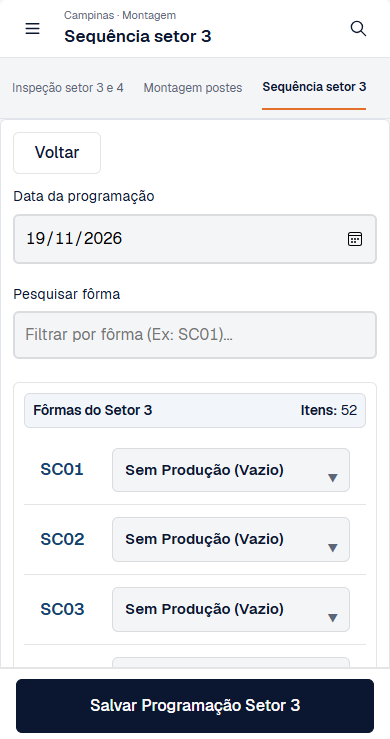 Campinas · Montagem
Sequência setor 3
Inspeção setor 3 e 4
Montagem postes
Sequência setor 3
Voltar
Data da programação
19/11/2026
Pesquisar fôrma
Filtrar por fôrma (Ex: SC01)...
Fôrmas do Setor 3
Itens: 52
SC01
Sem Produção (Vazio)
SC02
Sem Produção (Vazio)
SC03
Sem Produção (Vazio)
Salvar Programação Setor 3